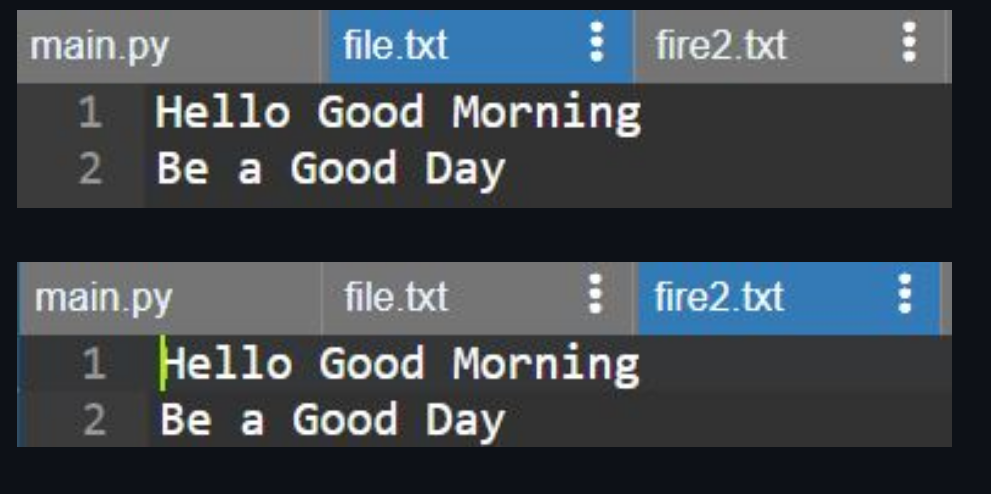 main.py file.txt fire2.txt
1 Hello Good Morning
2 Be a Good Day
main.py file.txt fire2.txt
1 Hello Good Morning
2 Be a Good Day